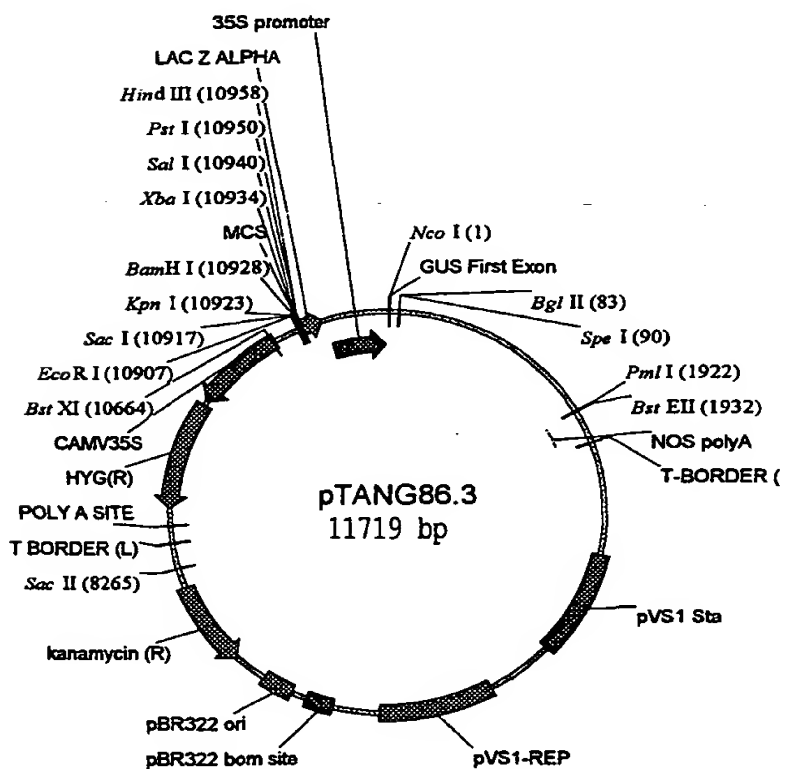 35S promoter
LAC Z ALPHA
Hind III (10958)
Pst I (10950)
Sal I (10940)
Xba I (10934)
MCS
BamH I (10928)
Kpn I (10923)
Sac I (10917)
EcoR I (10907)
Bst XI (10664)
CAMV35S
HYG(R)
POLY A SITE
T BORDER (L)
Sac II (8265)
kanamycin (R)
pBR322 ori
pBR322 bom site
Nco I (1)
GUS First Exon
Bgl II (83)
Spe I (90)
Pml I (1922)
Bst EII (1932)
NOS polyA
T-BORDER (
pVS1 Sta
pVS1-REP
pTANG86.3
11719 bp